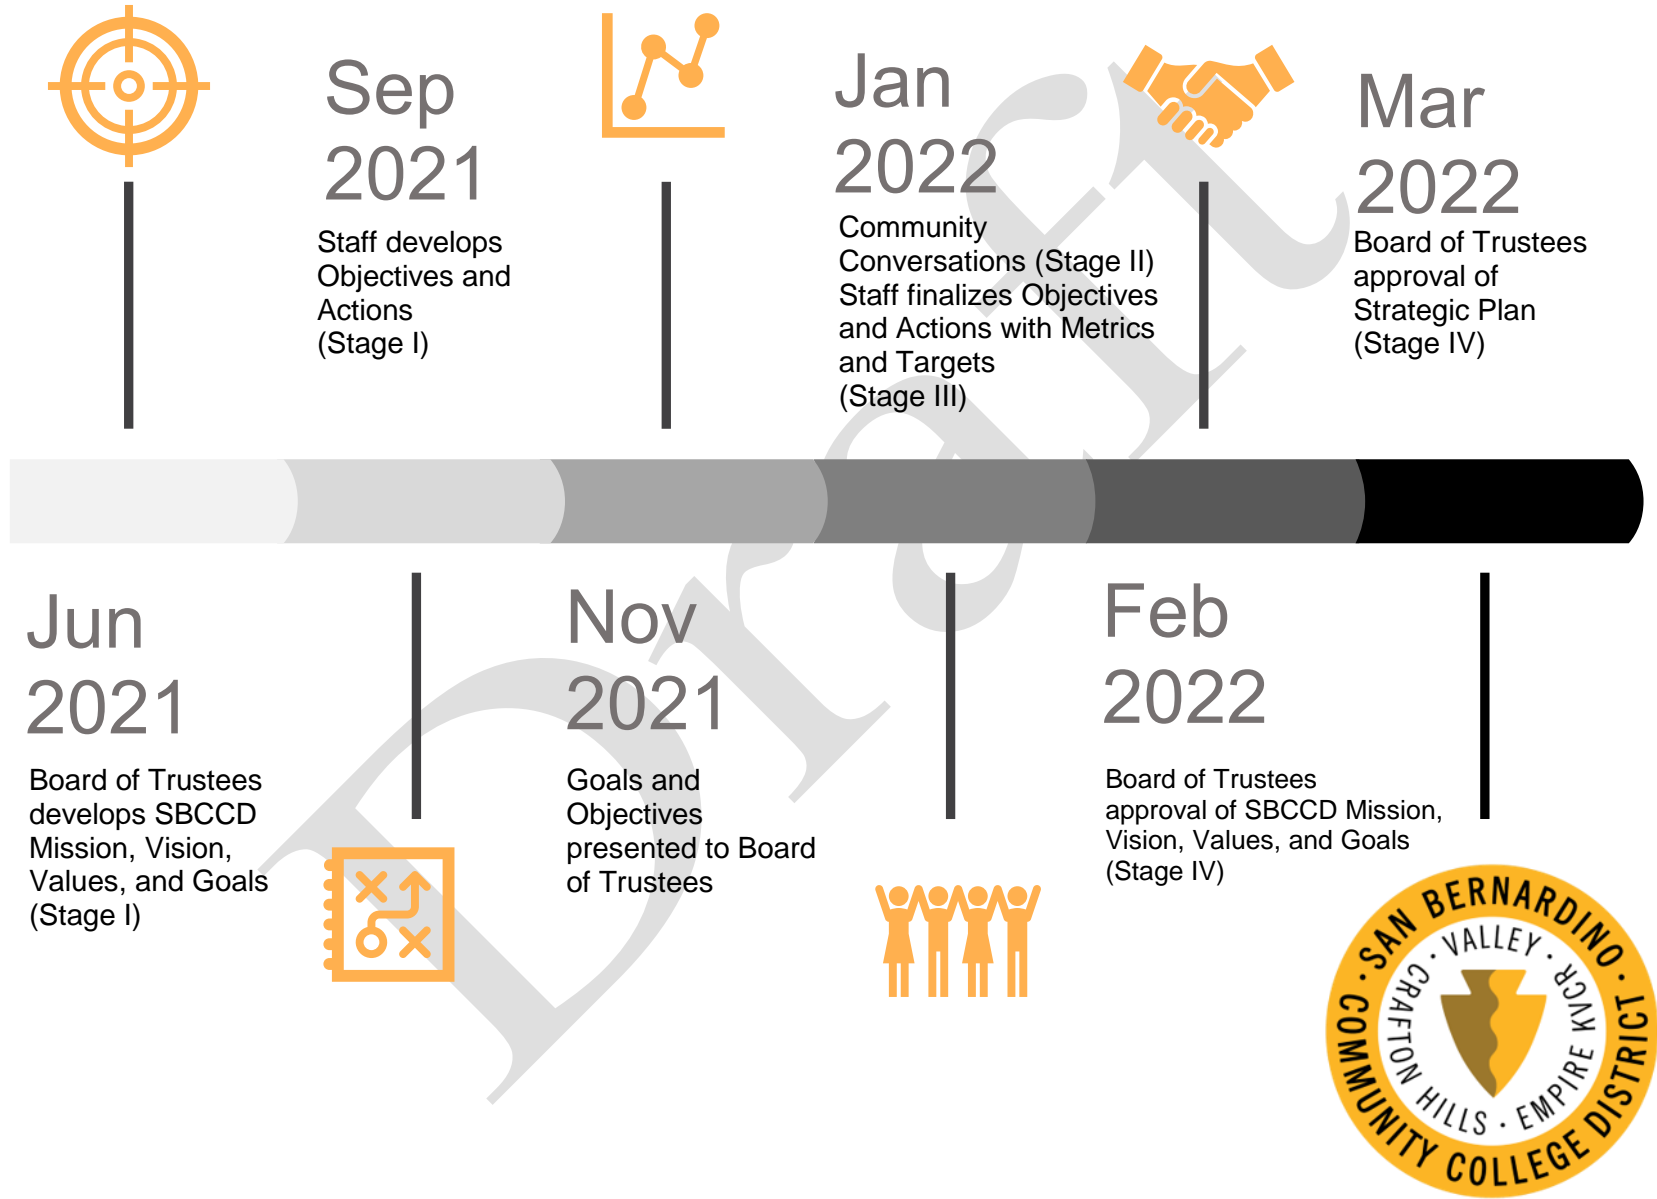 Sep
2021
Staff develops
Objectives and
Actions
(Stage I)
Jan
2022
Community
Conversations (Stage II)
Staff finalizes Objectives
and Actions with Metrics
and Targets
(Stage III)
Mar
2022
Board of Trustees
approval of
Strategic Plan
(Stage IV)
Jun
2021
Board of Trustees
develops SBCCD
Mission, Vision,
Values, and Goals
(Stage I)
Nov
2021
Goals and
Objectives
presented to Board
of Trustees
Feb
2022
Board of Trustees
approval of SBCCD Mission,
Vision, Values, and Goals
(Stage IV)
Draft
· SAN BERNARDINO ·
COMMUNITY COLLEGE DISTRICT
· VALLEY ·
CRAFTON HILLS · EMPIRE KVCR